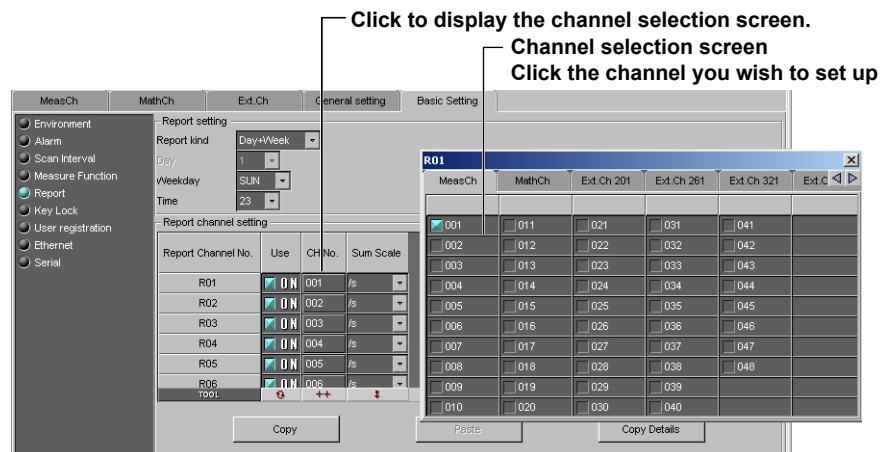 Click to display the channel selection screen.
Channel selection screen
Click the channel you wish to set up
MeasCh MathCh Ext.Ch General setting Basic Setting
Environment
Alarm
Scan Interval
Measure Function
Report
Key Lock
User registration
Ethernet
Serial
Report setting
Report kind Day+Week
Day 1
Weekday SUN
Time 23
Report channel setting
Report Channel No. Use CH No. Sum Scale
R01 ON 001 /s
R02 ON 002 /s
R03 ON 003 /s
R04 ON 004 /s
R05 ON 005 /s
R06 ON 006 /s
TOOL ++
Copy Paste Copy Details
R01
MeasCh MathCh Ext.Ch 201 Ext.Ch 261 Ext.Ch 321 Ext.C
001 011 021 031 041
002 012 022 032 042
003 013 023 033 043
004 014 024 034 044
005 015 025 035 045
006 016 026 036 046
007 017 027 037 047
008 018 028 038 048
009 019 029 039
010 020 030 040